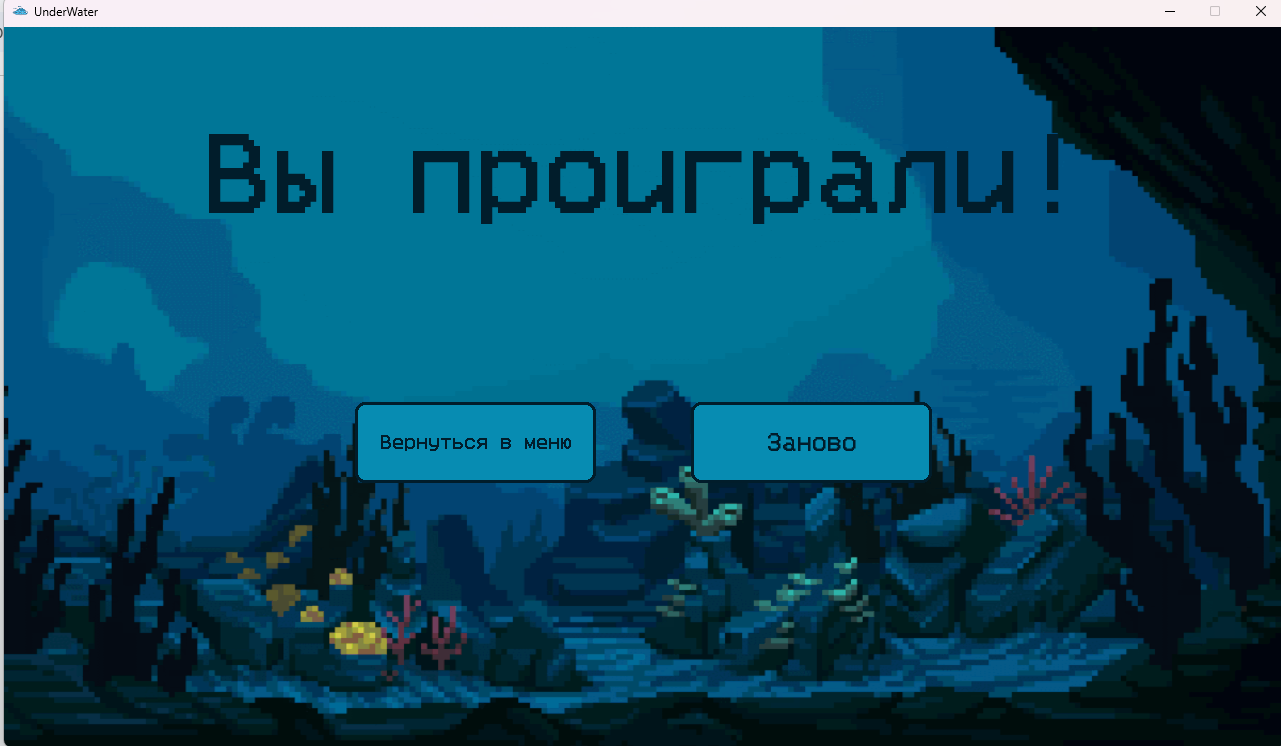 UnderWater
Вы проиграли!
Вернуться в меню
Заново